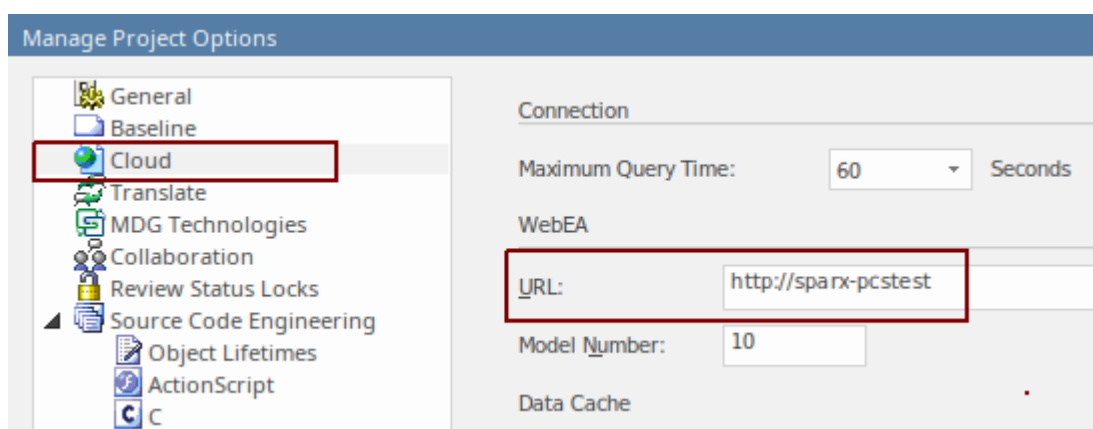 Manage Project Options
General
Baseline
Cloud
Translate
MDG Technologies
Collaboration
Review Status Locks
Source Code Engineering
Object Lifetimes
ActionScript
C
Connection
Maximum Query Time: 60 Seconds
WebEA
URL: http://sparx-pcstest
Model Number: 10
Data Cache